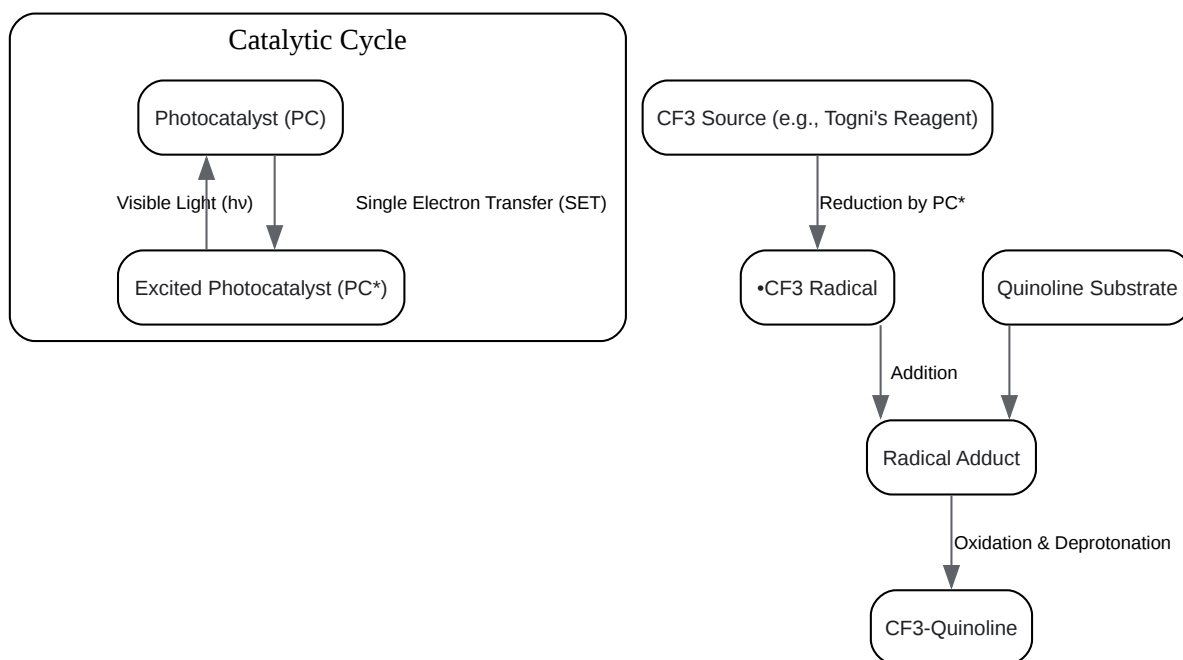 Catalytic Cycle
Photocatalyst (PC)
CF3 Source (e.g., Togni's Reagent)
Visible Light (hν)
Single Electron Transfer (SET)
Reduction by PC*
Excited Photocatalyst (PC*)
•CF3 Radical
Quinoline Substrate
Addition
Radical Adduct
Oxidation & Deprotonation
CF3-Quinoline